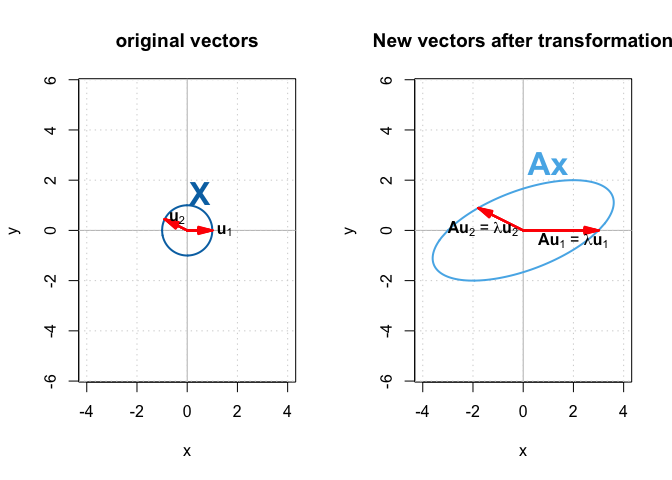 original vectors
6
4
2
0
-2
-4
-6
y
X
u₂
u₁
-4 -2 0 2 4
x
New vectors after transformation
6
4
2
0
-2
-4
-6
y
Ax
Au₂ = λu₂
Au₁ = λu₁
-4 -2 0 2 4
x